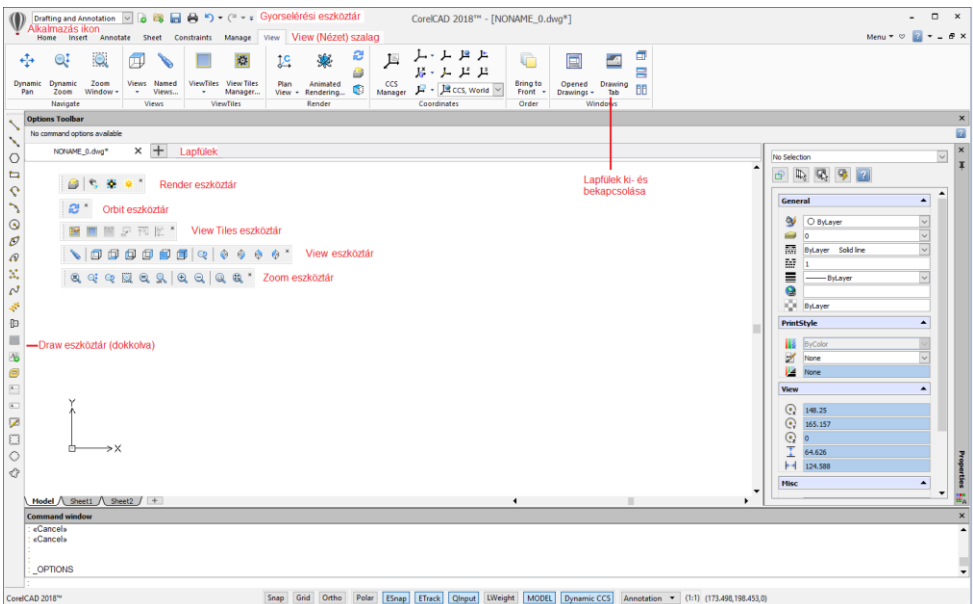 Drafting and Annotation
Gyorselérési eszköztár
CorelCAD 2018™ - [NONAME_0.dwg*]
Alkalmazás ikon
Home Insert Annotate Sheet Constraints Manage View
View (Nézet) szalag
Menu
Dynamic Pan
Dynamic Zoom
Zoom Window
Views
Named Views...
ViewTiles
View Tiles Manager...
Plan View
Animated Rendering...
CCS Manager
CCS, World
Bring to Front
Opened Drawings
Drawing Tab
Navigate Views ViewTiles Render Coordinates Order Windows
Options Toolbar
No command options available
NONAME_0.dwg*
Lapfülek
Render eszköztár
Lapfülek ki- és
bekapcsolása
Orbit eszköztár
View Tiles eszköztár
View eszköztár
Zoom eszköztár
Draw eszköztár (dokkolva)
No Selection
General
ByLayer
0
ByLayer Solid line
1
ByLayer
ByLayer
PrintStyle
ByColor
None
None
View
148.25
165.157
0
64.626
124.588
Misc
Properties
Y
X
Model Sheet1 Sheet2
Command window
: «Cancel»
: «Cancel»
:
:
: _OPTIONS
:
CorelCAD 2018™
Snap Grid Ortho Polar ESnap ETrack QInput LWeight MODEL Dynamic CCS Annotation (1:1) (173.498,198.453,0)